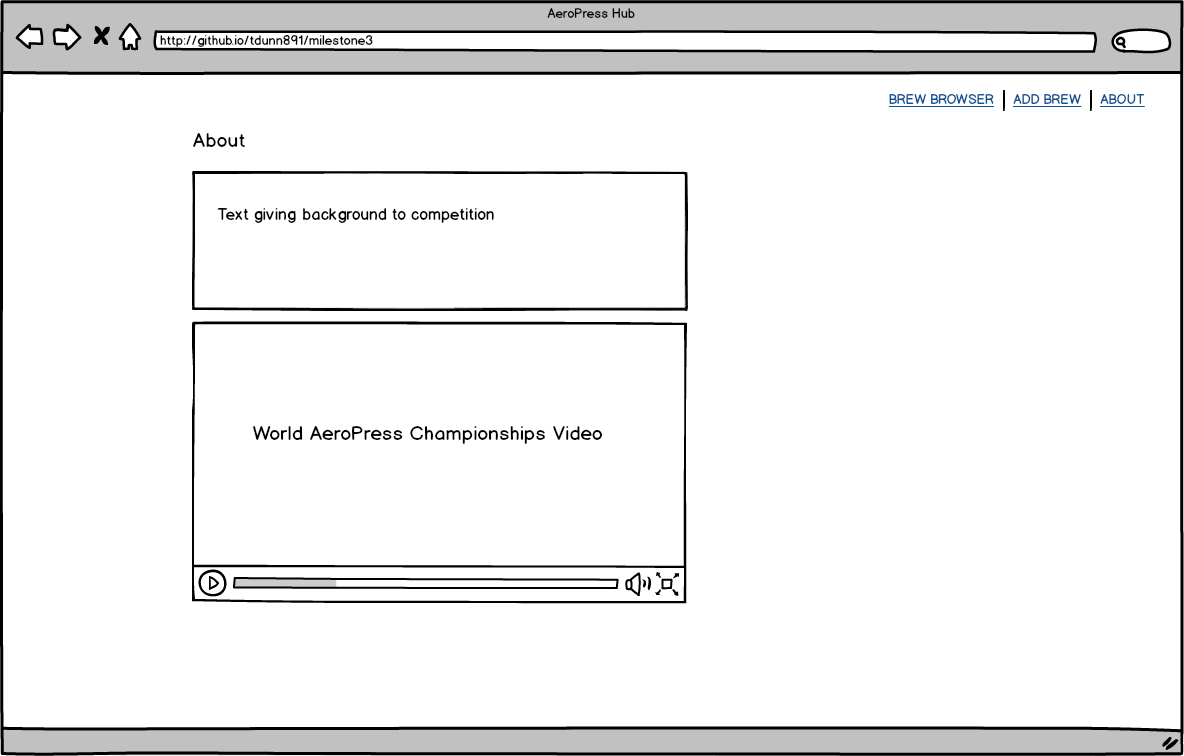 AeroPress Hub
http://github.io/tdunn891/milestone3
BREW BROWSER | ADD BREW | ABOUT
About
Text giving background to competition
World AeroPress Championships Video